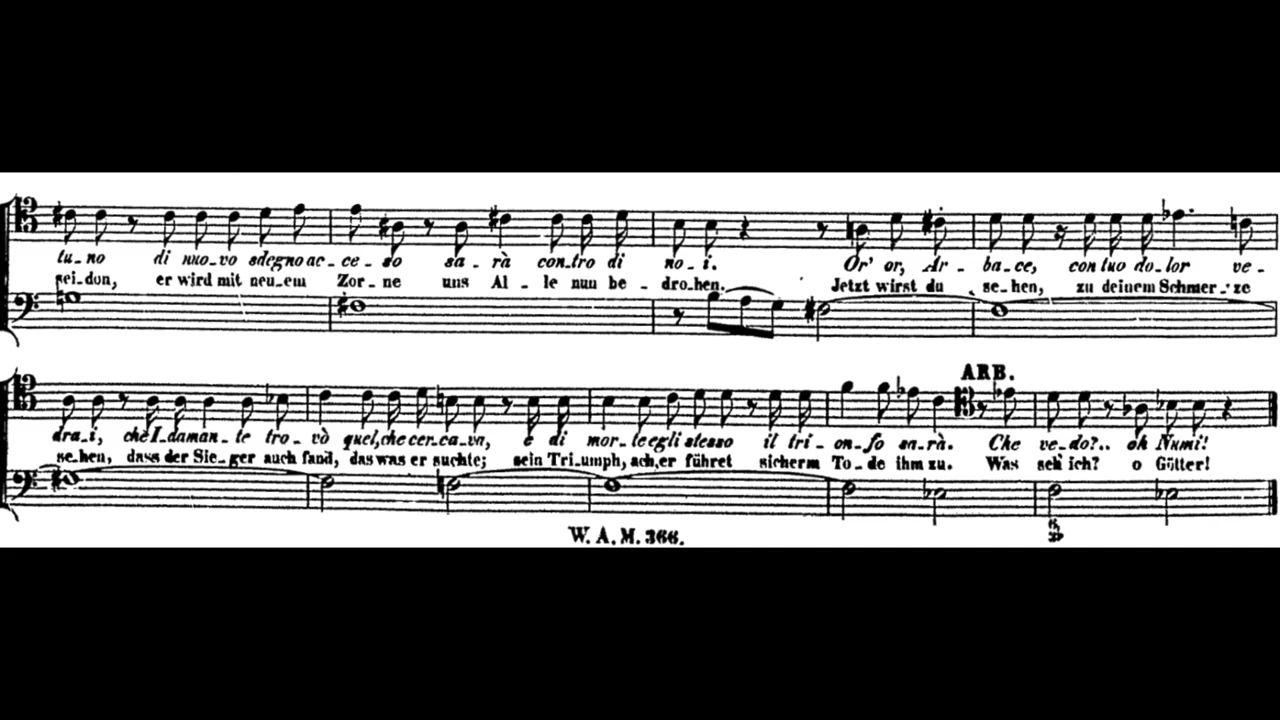 tu_no di nuo_vo sdegno ac_ce_so sa_rà con_tro di no_i. Or' or, Ar_ba_ce, con tuo do_lor ve_
sei_don, er wird mit neu_em Zor_ne uns Al_le nun be_dro_hen. Jetzt wirst du se_hen, zu deinem Schmer_ze
ARB.
dra_i, che I_daman_te tro_vò quel, che cer_ca_va, e di mor_te egli stesso il tri_on_fo sa_rà. Che ve_do?.. oh Numi!
se_hen, dass der Sie_ger auch fand, das was er suchte; sein Tri_umph, ach, er führet sicherm To_de ihm zu. Was seh' ich? o Götter!
W. A. M. 366.